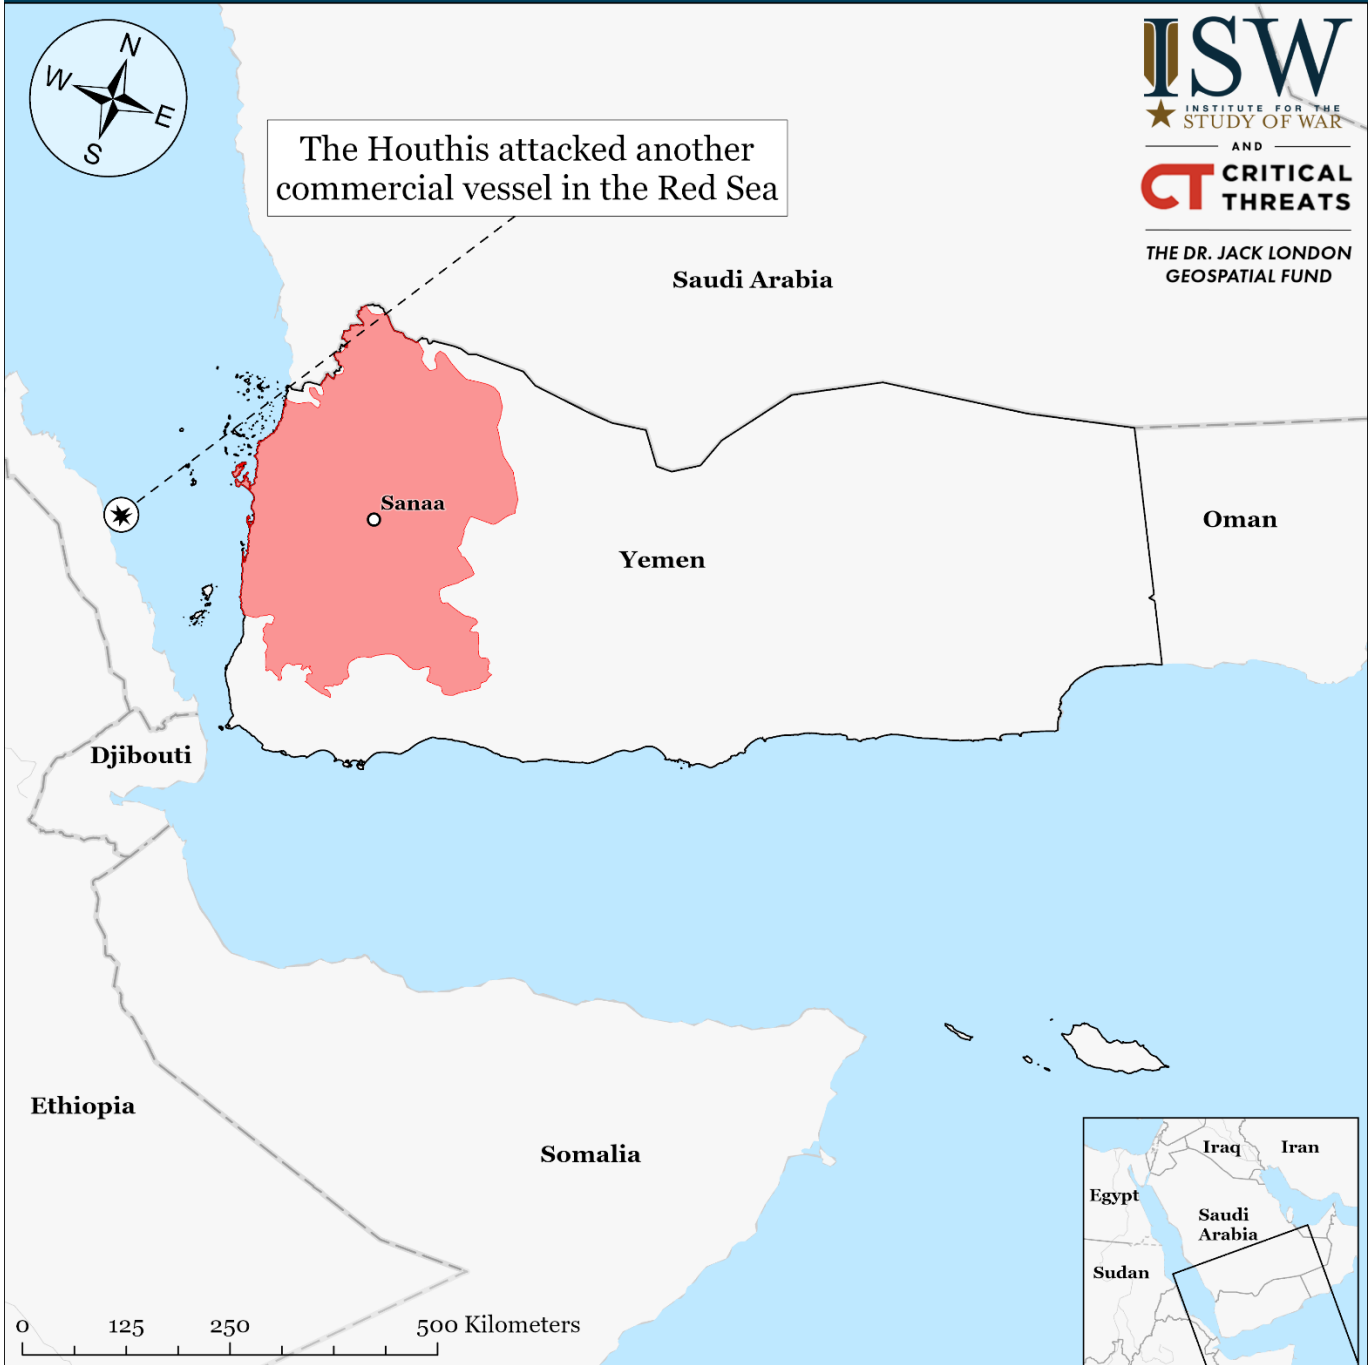 N
W
E
S
ISW
INSTITUTE FOR THE
STUDY OF WAR
AND
CT CRITICAL
THREATS
THE DR. JACK LONDON
GEOSPATIAL FUND
The Houthis attacked another
commercial vessel in the Red Sea
Saudi Arabia
Sanaa
Yemen
Oman
Djibouti
Ethiopia
Somalia
0 125 250 500 Kilometers
Iraq
Iran
Egypt
Saudi
Arabia
Sudan